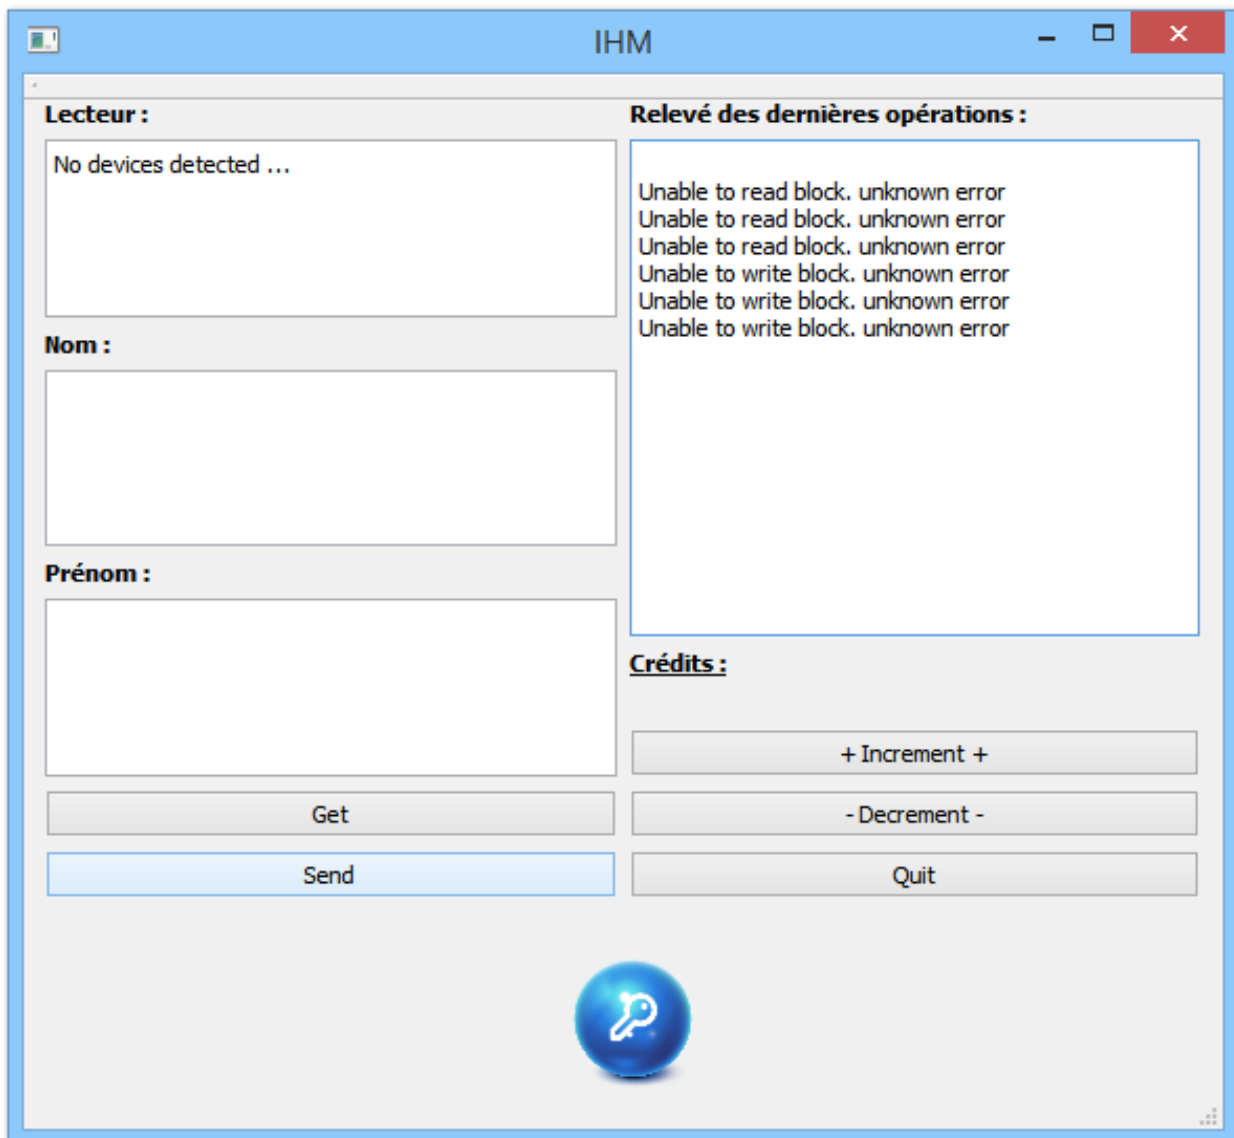 IHM
Lecteur :
No devices detected ...
Nom :
Prénom :
Get
Send
Relevé des dernières opérations :
Unable to read block. unknown error
Unable to read block. unknown error
Unable to read block. unknown error
Unable to write block. unknown error
Unable to write block. unknown error
Unable to write block. unknown error
Crédits :
+ Increment +
- Decrement -
Quit